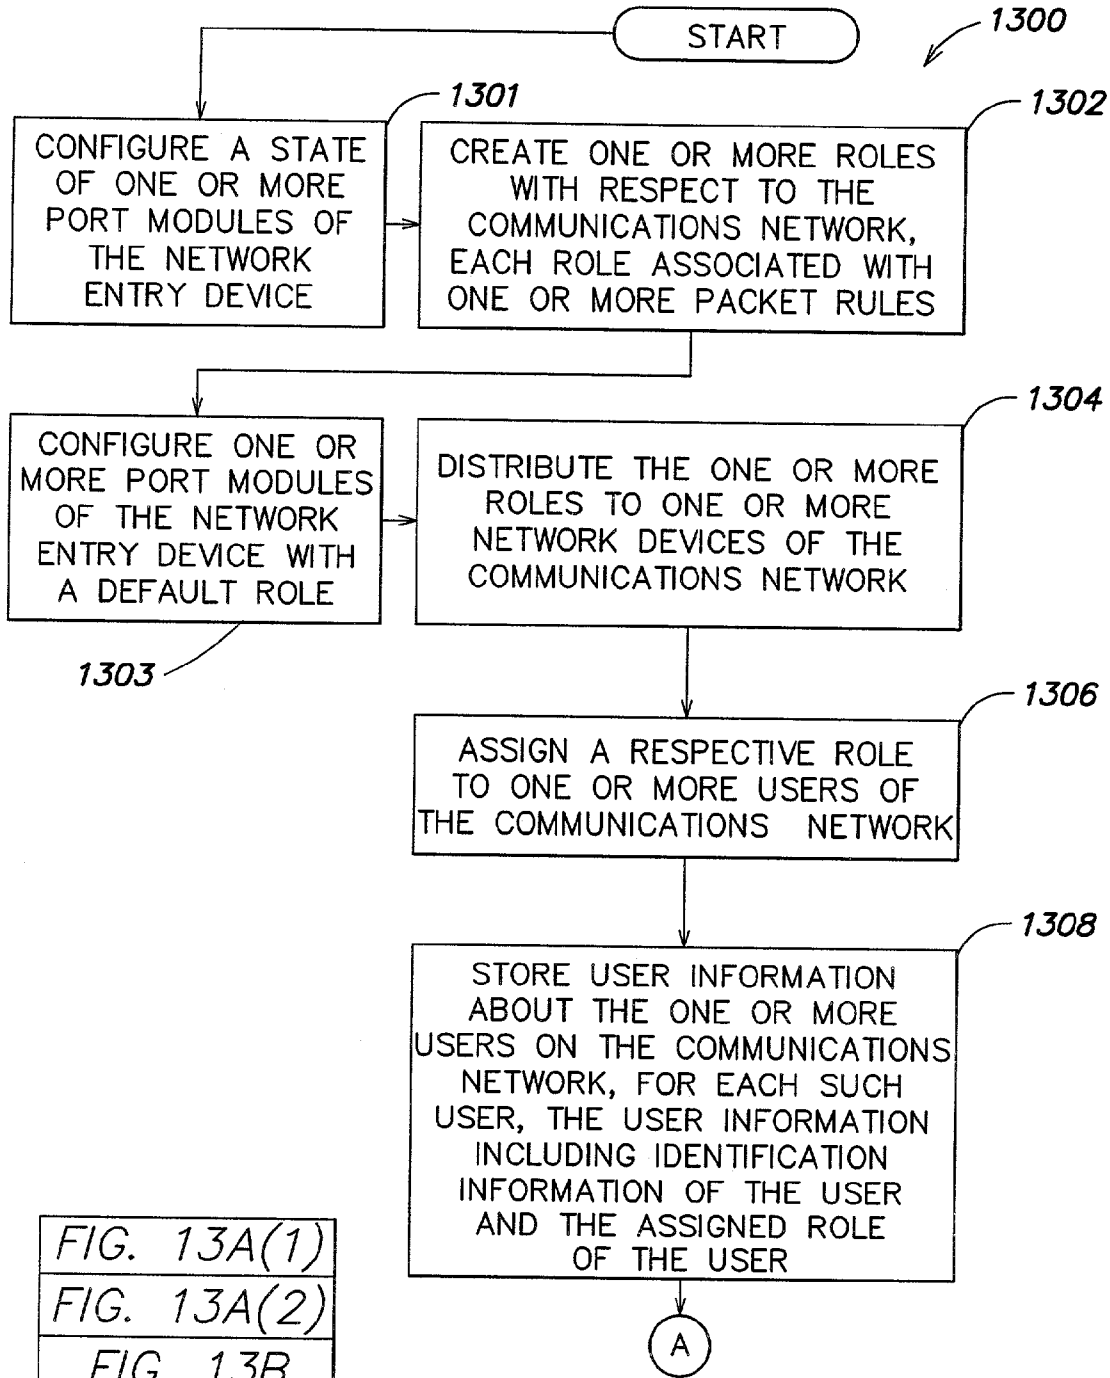 START
1300
1301
CONFIGURE A STATE
OF ONE OR MORE
PORT MODULES OF
THE NETWORK
ENTRY DEVICE
1302
CREATE ONE OR MORE ROLES
WITH RESPECT TO THE
COMMUNICATIONS NETWORK,
EACH ROLE ASSOCIATED WITH
ONE OR MORE PACKET RULES
CONFIGURE ONE OR
MORE PORT MODULES
OF THE NETWORK
ENTRY DEVICE WITH
A DEFAULT ROLE
1303
1304
DISTRIBUTE THE ONE OR MORE
ROLES TO ONE OR MORE
NETWORK DEVICES OF THE
COMMUNICATIONS NETWORK
1306
ASSIGN A RESPECTIVE ROLE
TO ONE OR MORE USERS OF
THE COMMUNICATIONS NETWORK
1308
STORE USER INFORMATION
ABOUT THE ONE OR MORE
USERS ON THE COMMUNICATIONS
NETWORK, FOR EACH SUCH
USER, THE USER INFORMATION
INCLUDING IDENTIFICATION
INFORMATION OF THE USER
AND THE ASSIGNED ROLE
OF THE USER
A
FIG. 13A(1)
FIG. 13A(2)
FIG. 13B